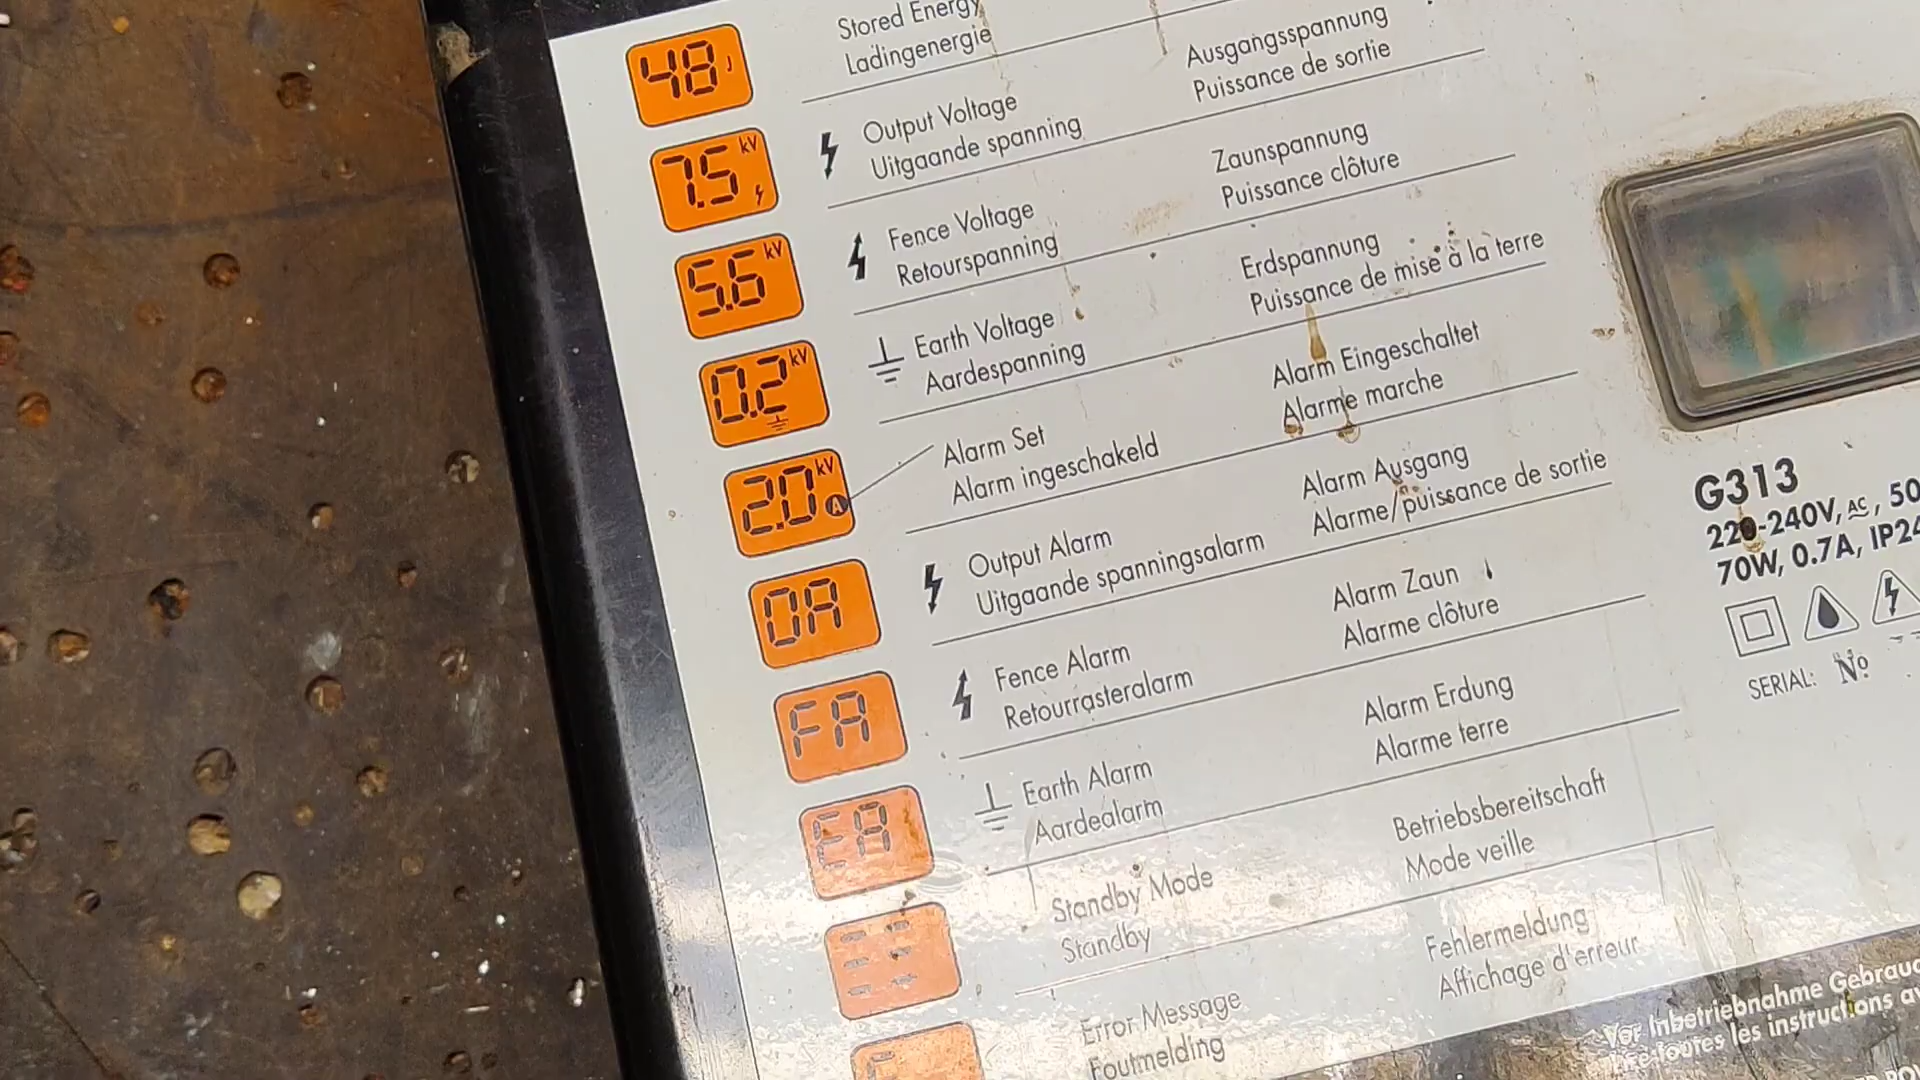 48 J
Stored Energy
Ladingenergie
Ausgangsspannung
Puissance de sortie
7.5 kV
Output Voltage
Uitgaande spanning
Zaunspannung
Puissance clôture
5.6 kV
Fence Voltage
Retourspanning
Erdspannung
Puissance de mise à la terre
0.2 kV
Earth Voltage
Aardespanning
Alarm Eingeschaltet
Alarme marche
2.0 kV A
Alarm Set
Alarm ingeschakeld
Alarm Ausgang
Alarme/puissance de sortie
OA
Output Alarm
Uitgaande spanningsalarm
Alarm Zaun
Alarme clôture
FA
Fence Alarm
Retourrasteralarm
Alarm Erdung
Alarme terre
EA
Earth Alarm
Aardealarm
Betriebsbereitschaft
Mode veille
Standby Mode
Standby
Fehlermeldung
Affichage d'erreur
Error Message
Foutmelding
G313
220-240V, AC, 50
70W, 0.7A, IP24
SERIAL: Nº
Vor Inbetriebnahme
toutes les instructions